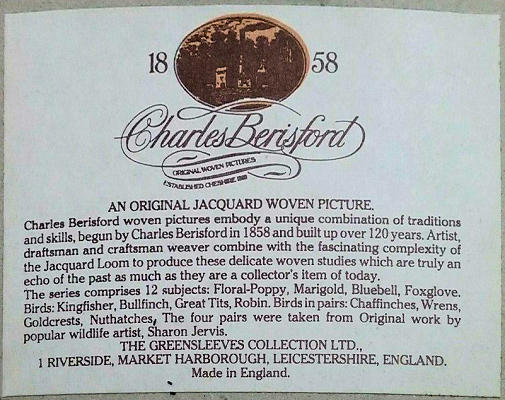 18 58
Charles Berisford
ORIGINAL WOVEN PICTURES
ESTABLISHED CHESHIRE 1858
AN ORIGINAL JACQUARD WOVEN PICTURE.
Charles Berisford woven pictures embody a unique combination of traditions
and skills, begun by Charles Berisford in 1858 and built up over 120 years. Artist,
draftsman and craftsman weaver combine with the fascinating complexity of
the Jacquard Loom to produce these delicate woven studies which are truly an
echo of the past as much as they are a collector's item of today.
The series comprises 12 subjects: Floral-Poppy, Marigold, Bluebell, Foxglove.
Birds: Kingfisher, Bullfinch, Great Tits, Robin. Birds in pairs: Chaffinches, Wrens,
Goldcrests, Nuthatches, The four pairs were taken from Original work by
popular wildlife artist, Sharon Jervis.
THE GREENSLEEVES COLLECTION LTD.,
1 RIVERSIDE, MARKET HARBOROUGH, LEICESTERSHIRE, ENGLAND.
Made in England.